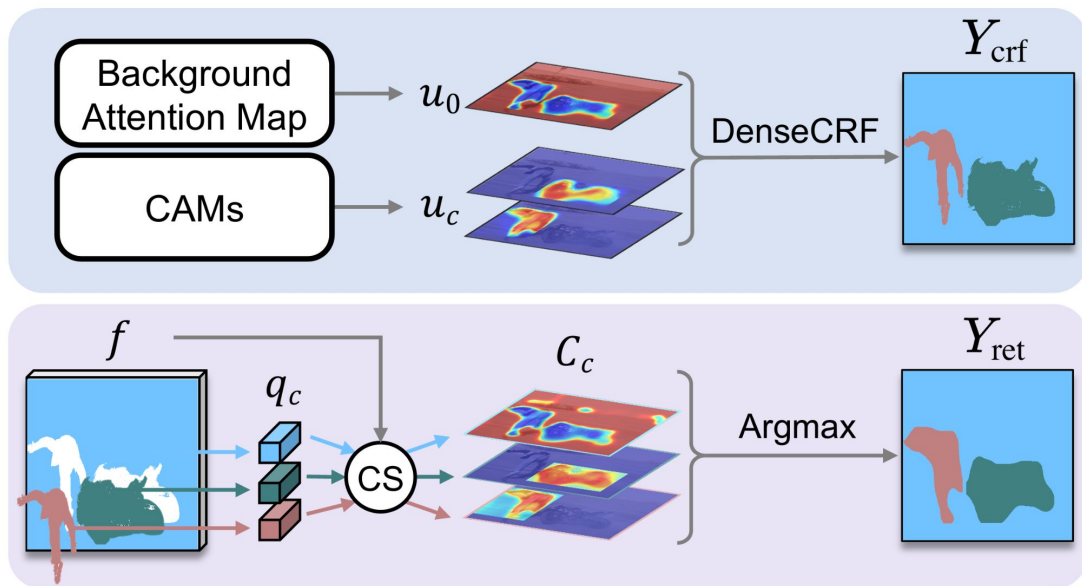 Background
Attention Map
u_0
DenseCRF
Y_crf
CAMs
u_c
f
q_c
CS
C_c
Argmax
Y_ret